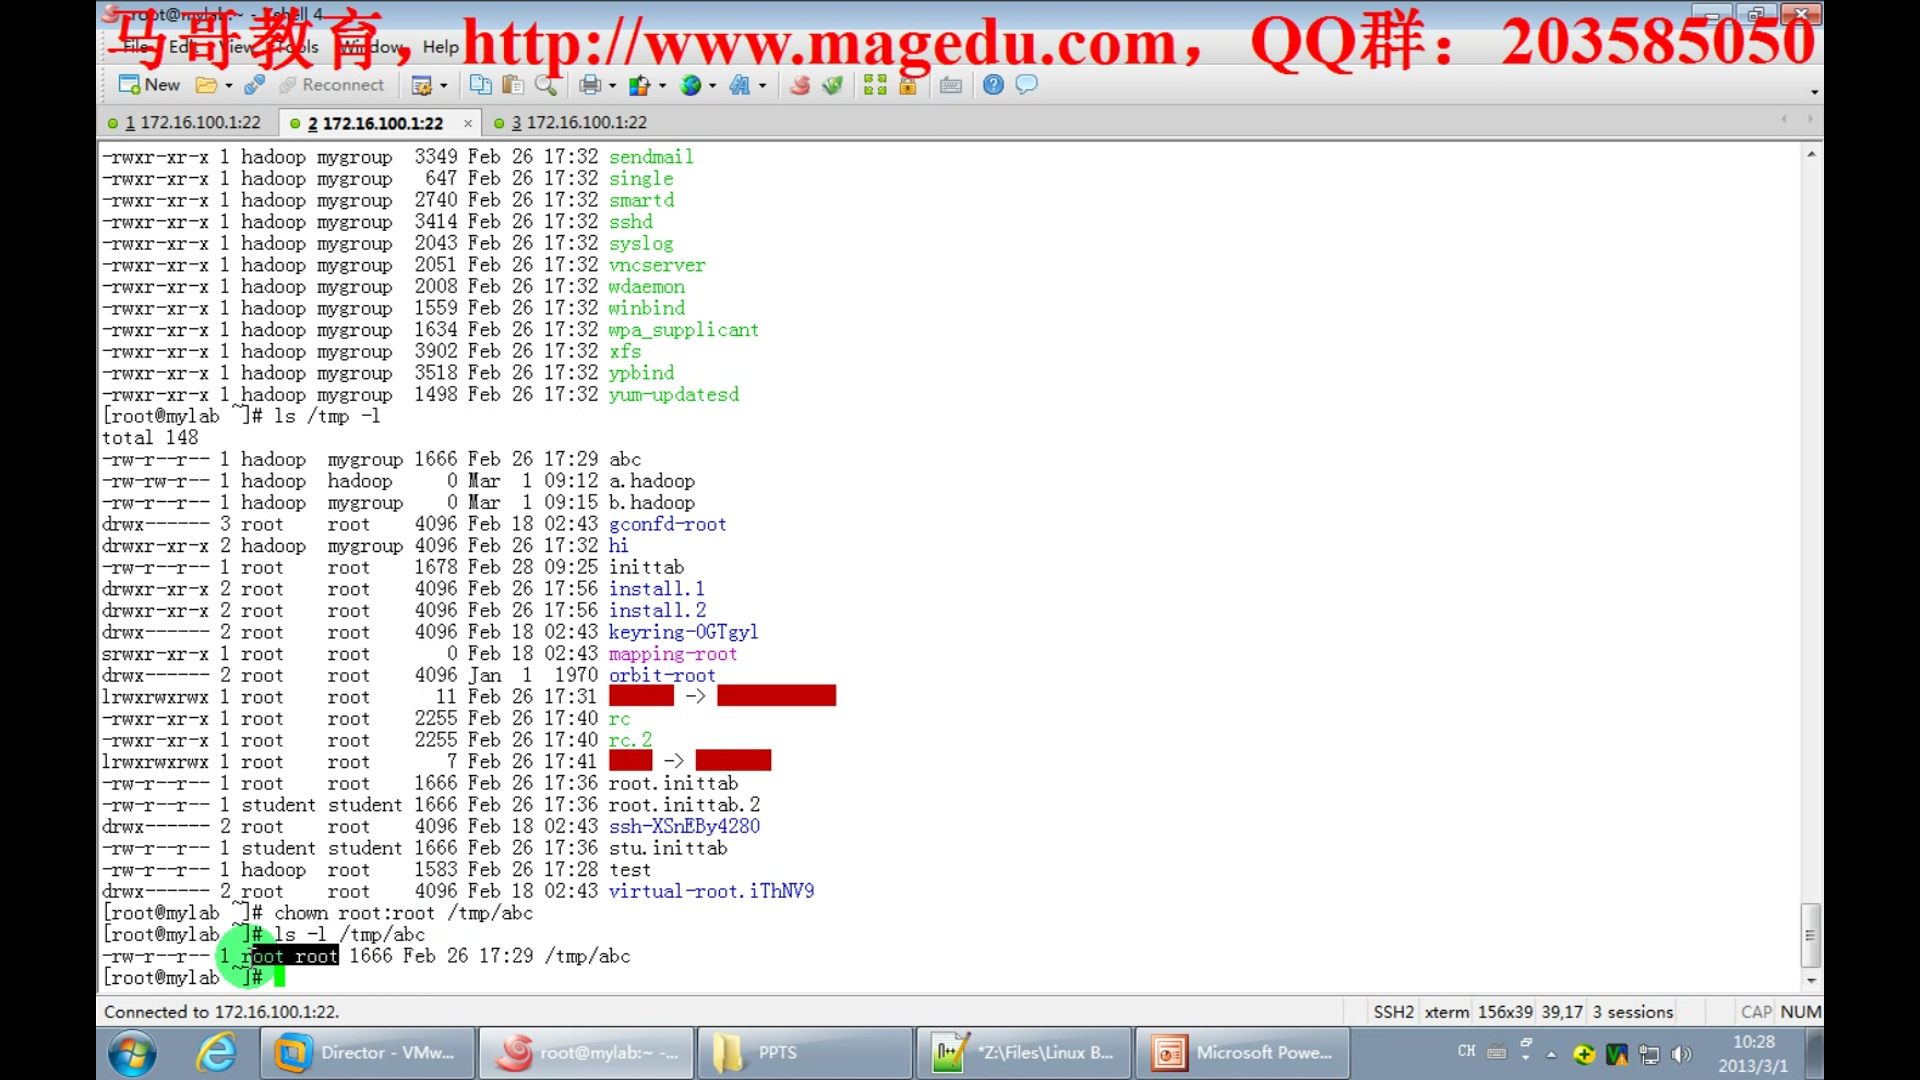 root@mylab:~ - Xshell 4
马哥教育，http://www.magedu.com，QQ群：203585050
File Edit View Tools Window Help
New Reconnect
1 172.16.100.1:22 2 172.16.100.1:22 × 3 172.16.100.1:22
-rwxr-xr-x 1 hadoop mygroup 3349 Feb 26 17:32 sendmail
-rwxr-xr-x 1 hadoop mygroup 647 Feb 26 17:32 single
-rwxr-xr-x 1 hadoop mygroup 2740 Feb 26 17:32 smartd
-rwxr-xr-x 1 hadoop mygroup 3414 Feb 26 17:32 sshd
-rwxr-xr-x 1 hadoop mygroup 2043 Feb 26 17:32 syslog
-rwxr-xr-x 1 hadoop mygroup 2051 Feb 26 17:32 vncserver
-rwxr-xr-x 1 hadoop mygroup 2008 Feb 26 17:32 wdaemon
-rwxr-xr-x 1 hadoop mygroup 1559 Feb 26 17:32 winbind
-rwxr-xr-x 1 hadoop mygroup 1634 Feb 26 17:32 wpa_supplicant
-rwxr-xr-x 1 hadoop mygroup 3902 Feb 26 17:32 xfs
-rwxr-xr-x 1 hadoop mygroup 3518 Feb 26 17:32 ypbind
-rwxr-xr-x 1 hadoop mygroup 1498 Feb 26 17:32 yum-updatesd
[root@mylab ~]# ls /tmp -l
total 148
-rw-r--r-- 1 hadoop mygroup 1666 Feb 26 17:29 abc
-rw-rw-r-- 1 hadoop hadoop 0 Mar 1 09:12 a.hadoop
-rw-r--r-- 1 hadoop mygroup 0 Mar 1 09:15 b.hadoop
drwx------ 3 root root 4096 Feb 18 02:43 gconfd-root
drwxr-xr-x 2 hadoop mygroup 4096 Feb 26 17:32 hi
-rw-r--r-- 1 root root 1678 Feb 28 09:25 inittab
drwxr-xr-x 2 root root 4096 Feb 26 17:56 install.1
drwxr-xr-x 2 root root 4096 Feb 26 17:56 install.2
drwx------ 2 root root 4096 Feb 18 02:43 keyring-OGTgyl
srwxr-xr-x 1 root root 0 Feb 18 02:43 mapping-root
drwx------ 2 root root 4096 Jan 1 1970 orbit-root
lrwxrwxrwx 1 root root 11 Feb 26 17:31 ->
-rwxr-xr-x 1 root root 2255 Feb 26 17:40 rc
-rwxr-xr-x 1 root root 2255 Feb 26 17:40 rc.2
lrwxrwxrwx 1 root root 7 Feb 26 17:41 ->
-rw-r--r-- 1 root root 1666 Feb 26 17:36 root.inittab
-rw-r--r-- 1 student student 1666 Feb 26 17:36 root.inittab.2
drwx------ 2 root root 4096 Feb 18 02:43 ssh-XSnEBy4280
-rw-r--r-- 1 student student 1666 Feb 26 17:36 stu.inittab
-rw-r--r-- 1 hadoop root 1583 Feb 26 17:28 test
drwx------ 2 root root 4096 Feb 18 02:43 virtual-root.iThNV9
[root@mylab ~]# chown root:root /tmp/abc
[root@mylab ~]# ls -l /tmp/abc
-rw-r--r-- 1 root root 1666 Feb 26 17:29 /tmp/abc
[root@mylab ~]#
Connected to 172.16.100.1:22. SSH2 xterm 156x39 39,17 3 sessions CAP NUM
Director - VMw... root@mylab:~ -... PPTS *Z:\Files\Linux B... Microsoft Powe... CH 10:28
2013/3/1